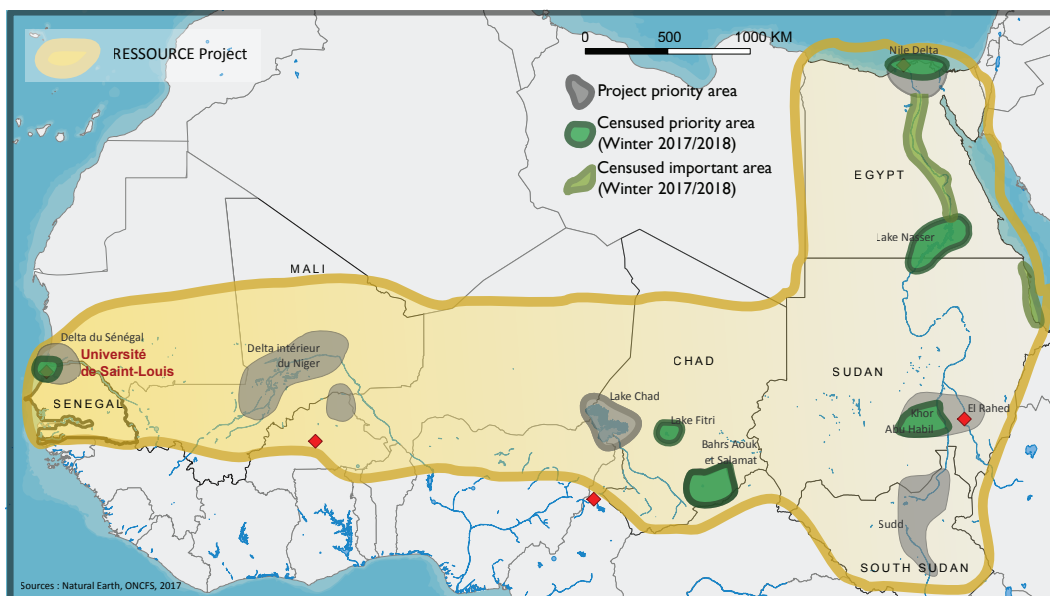 RESSOURCE Project
0 500 1000 KM
Project priority area
Censused priority area
(Winter 2017/2018)
Censused important area
(Winter 2017/2018)
Nile Delta
EGYPT
Lake Nasser
MALI
Delta du Sénégal
Université
de Saint-Louis
SENEGAL
Delta intérieur
du Niger
CHAD
SUDAN
Lake Chad
Lake Fitri
Bahrs Aouk
et Salamat
Khor
Abu Habil
El Rahed
Sudd
SOUTH SUDAN
Sources : Natural Earth, ONCFS, 2017